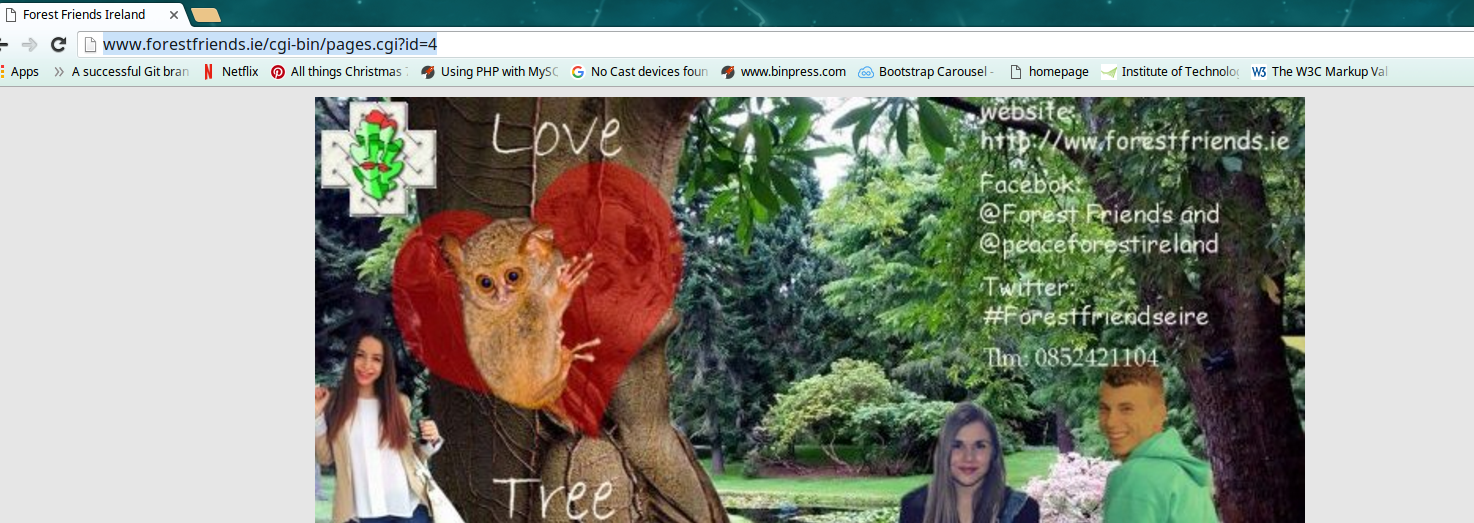 Forest Friends Ireland
www.forestfriends.ie/cgi-bin/pages.cgi?id=4
Apps A successful Git bran Netflix All things Christmas Using PHP with MySC No Cast devices foun www.binpress.com Bootstrap Carousel - homepage Institute of Technolo The W3C Markup Val
Love
website:
http://ww.forestfriends.ie
Facebok:
@Forest Friends and
@peaceforestireland
Twitter:
#Forestfriendseire
Tlm: 0852421104
Tree